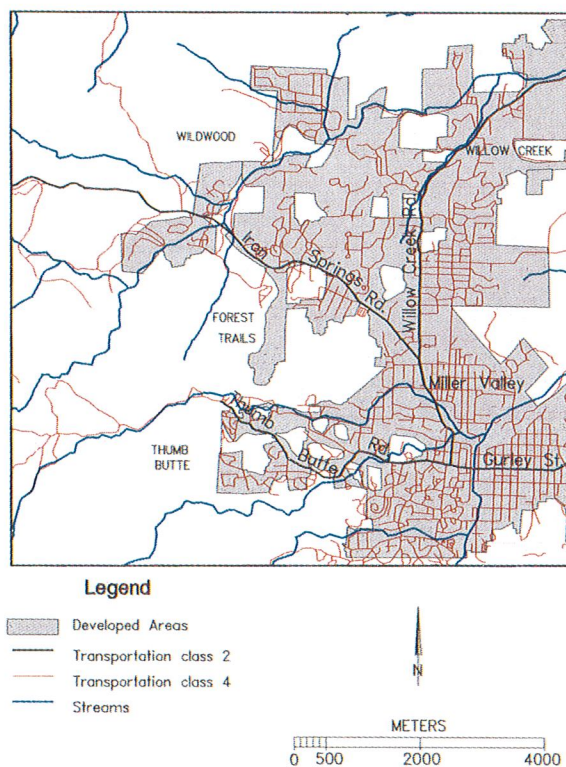 WILDWOOD
WILLOW CREEK
Willow Creek Rd.
Iron Springs Rd.
FOREST
TRAILS
Miller Valley
Thumb Butte Rd.
THUMB
BUTTE
Gurley St.
Legend
Developed Areas
Transportation class 2
Transportation class 4
Streams
N
METERS
0 500 2000 4000